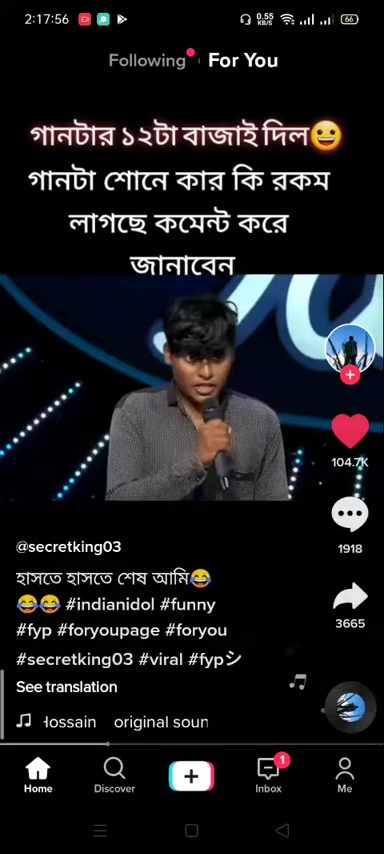 2:17:56 0.55 KB/S 66
Following For You
গানটার ১২টা বাজাই দিল😀
গানটা শোনে কার কি রকম
লাগছে কমেন্ট করে
জানাবেন
104.7K
1918
@secretking03
হাসতে হাসতে শেষ আমি😂
😂😂 #indianidol #funny
#fyp #foryoupage #foryou
#secretking03 #viral #fypシ
3665
See translation
Hossain original soun
Home Discover Inbox 1 Me